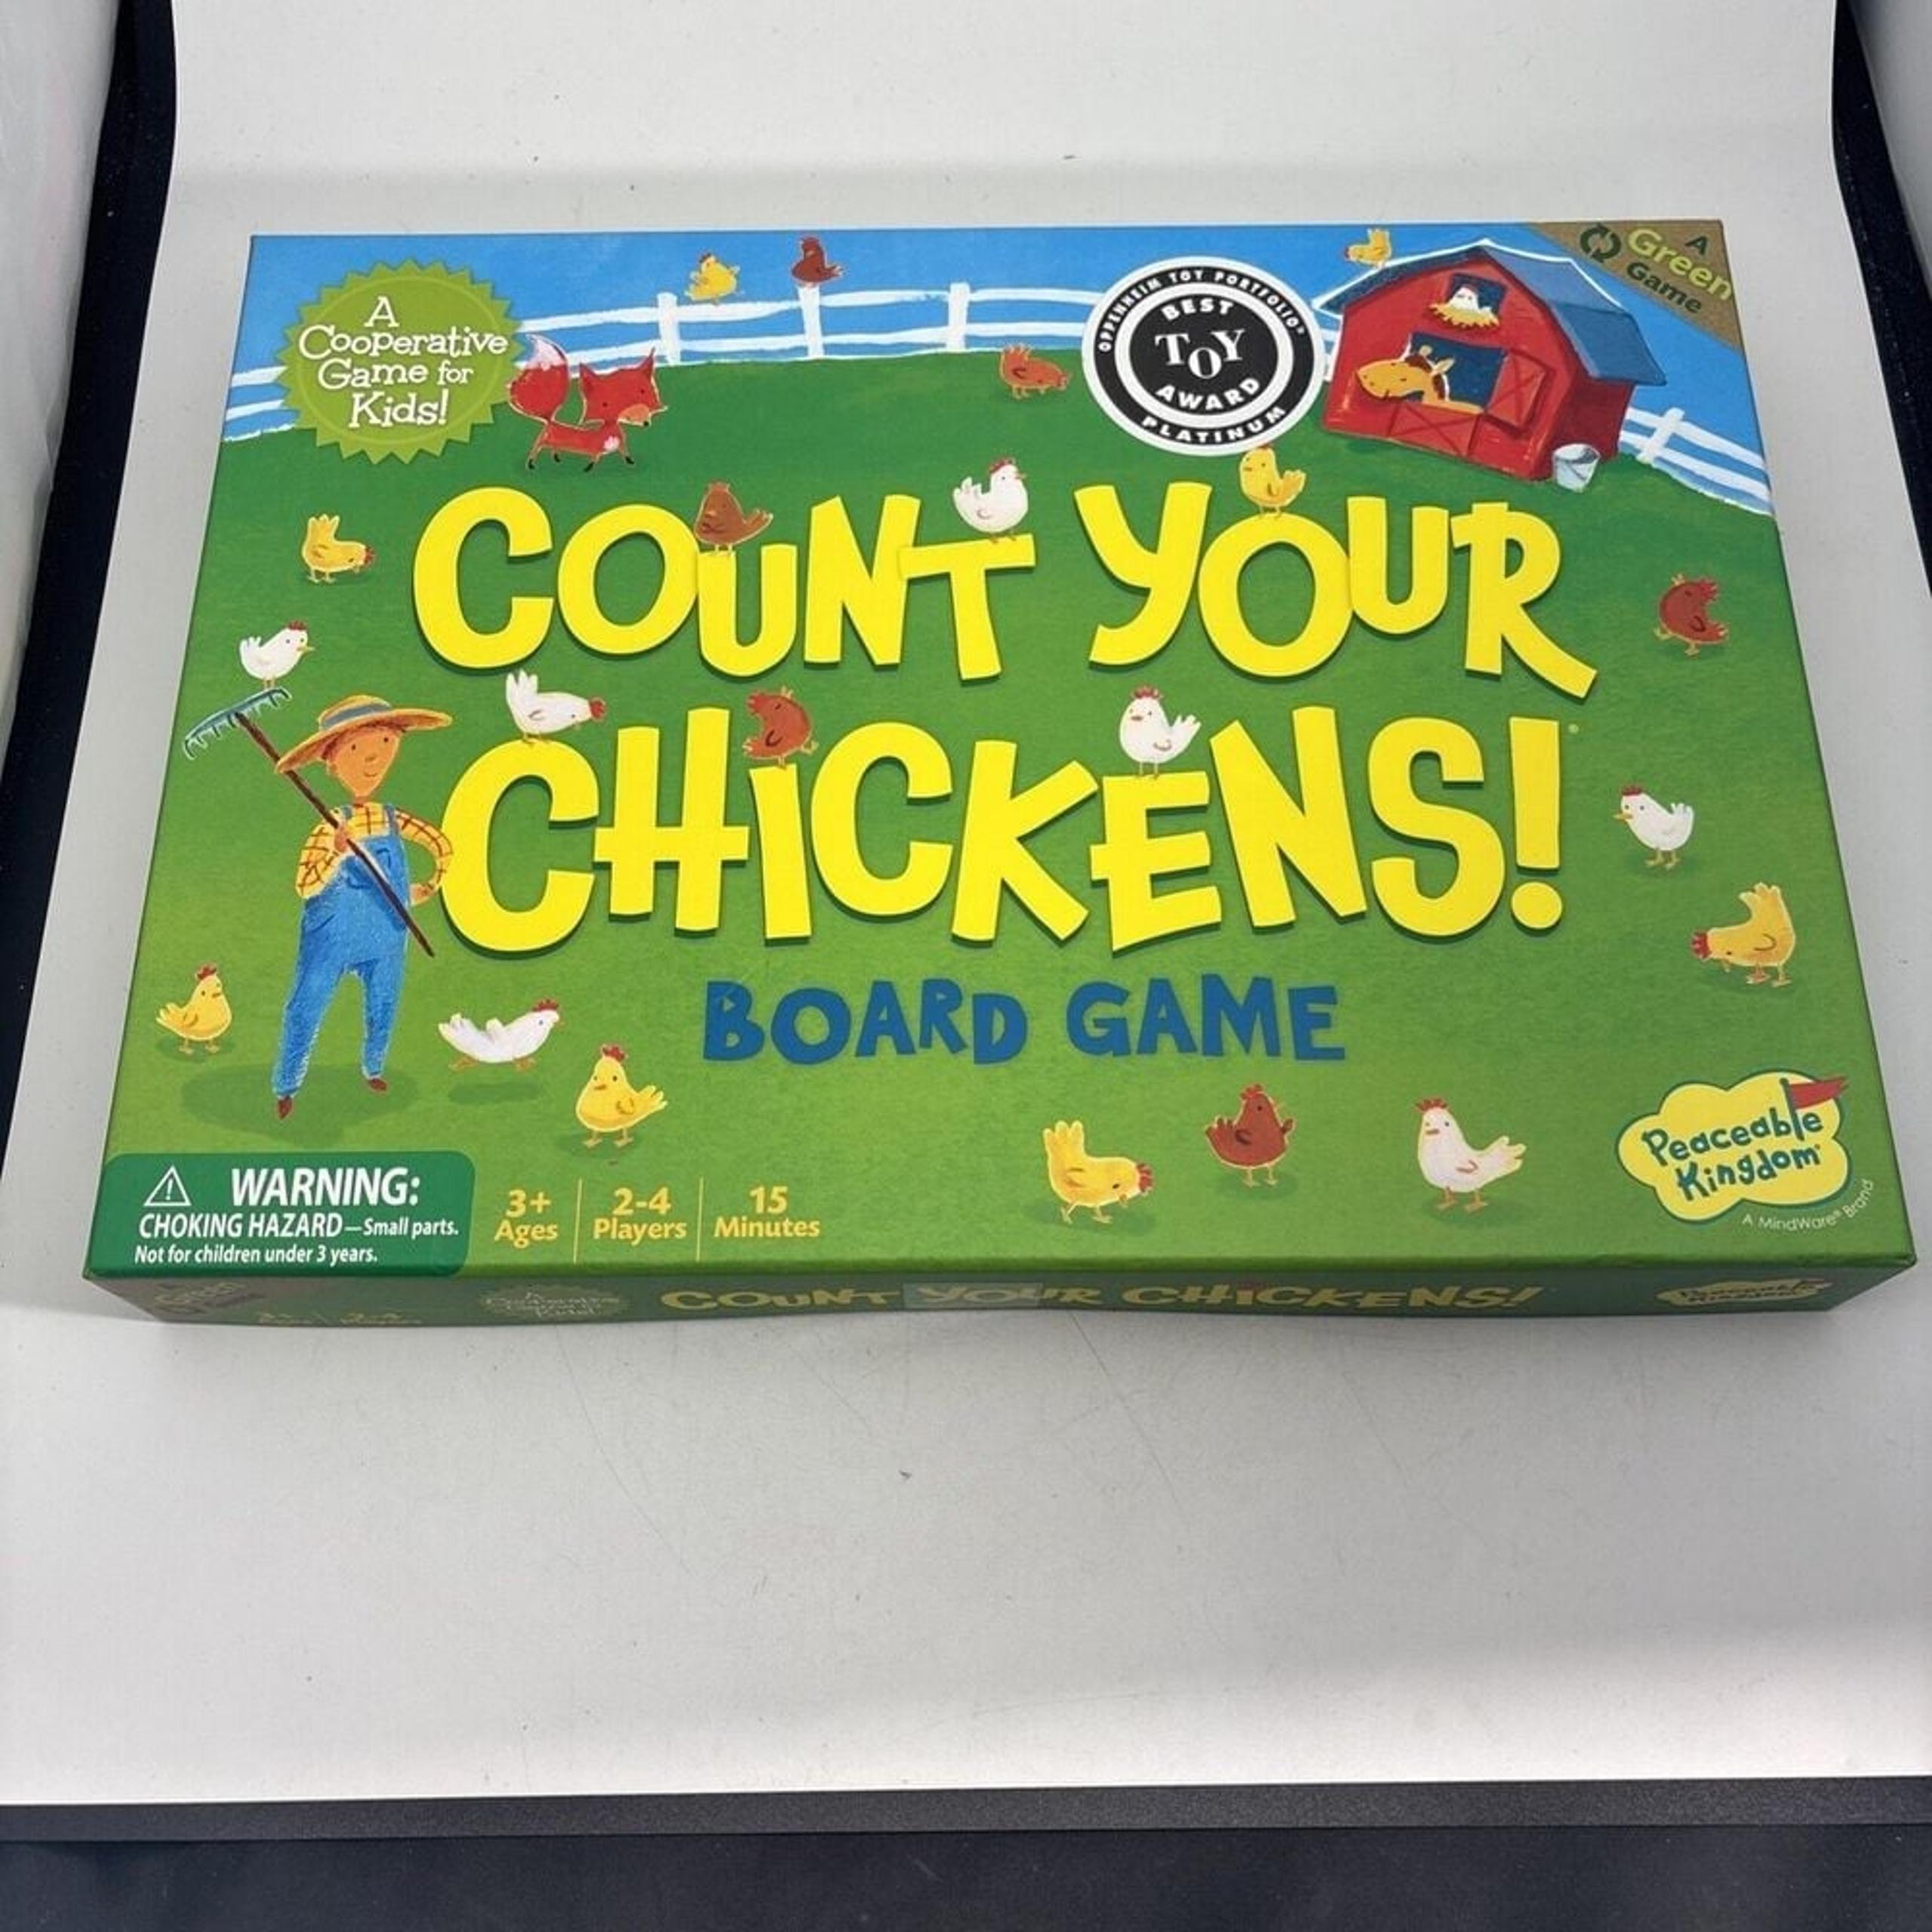 A
Cooperative
Game for
Kids!
OPPENHEIM TOY PORTFOLIO®
BEST
TOY
AWARD
PLATINUM
A
Green
Game
COUNT YOUR
CHICKENS!
BOARD GAME
WARNING:
CHOKING HAZARD—Small parts.
Not for children under 3 years.
3+
Ages
2-4
Players
15
Minutes
Peaceable
Kingdom
A MindWare® Brand
COUNT YOUR CHICKENS!